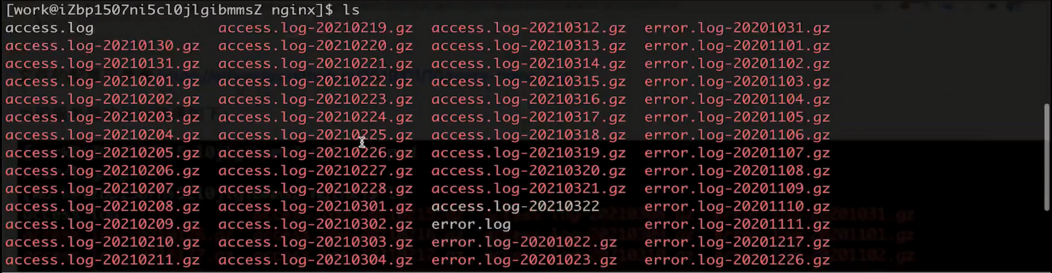 [work@iZbp1507ni5cl0jlgibmmsZ nginx]$ ls
access.log access.log-20210219.gz access.log-20210312.gz error.log-20201031.gz
access.log-20210130.gz access.log-20210220.gz access.log-20210313.gz error.log-20201101.gz
access.log-20210131.gz access.log-20210221.gz access.log-20210314.gz error.log-20201102.gz
access.log-20210201.gz access.log-20210222.gz access.log-20210315.gz error.log-20201103.gz
access.log-20210202.gz access.log-20210223.gz access.log-20210316.gz error.log-20201104.gz
access.log-20210203.gz access.log-20210224.gz access.log-20210317.gz error.log-20201105.gz
access.log-20210204.gz access.log-20210225.gz access.log-20210318.gz error.log-20201106.gz
access.log-20210205.gz access.log-20210226.gz access.log-20210319.gz error.log-20201107.gz
access.log-20210206.gz access.log-20210227.gz access.log-20210320.gz error.log-20201108.gz
access.log-20210207.gz access.log-20210228.gz access.log-20210321.gz error.log-20201109.gz
access.log-20210208.gz access.log-20210301.gz access.log-20210322 error.log-20201110.gz
access.log-20210209.gz access.log-20210302.gz error.log error.log-20201111.gz
access.log-20210210.gz access.log-20210303.gz error.log-20201022.gz error.log-20201217.gz
access.log-20210211.gz access.log-20210304.gz error.log-20201023.gz error.log-20201226.gz